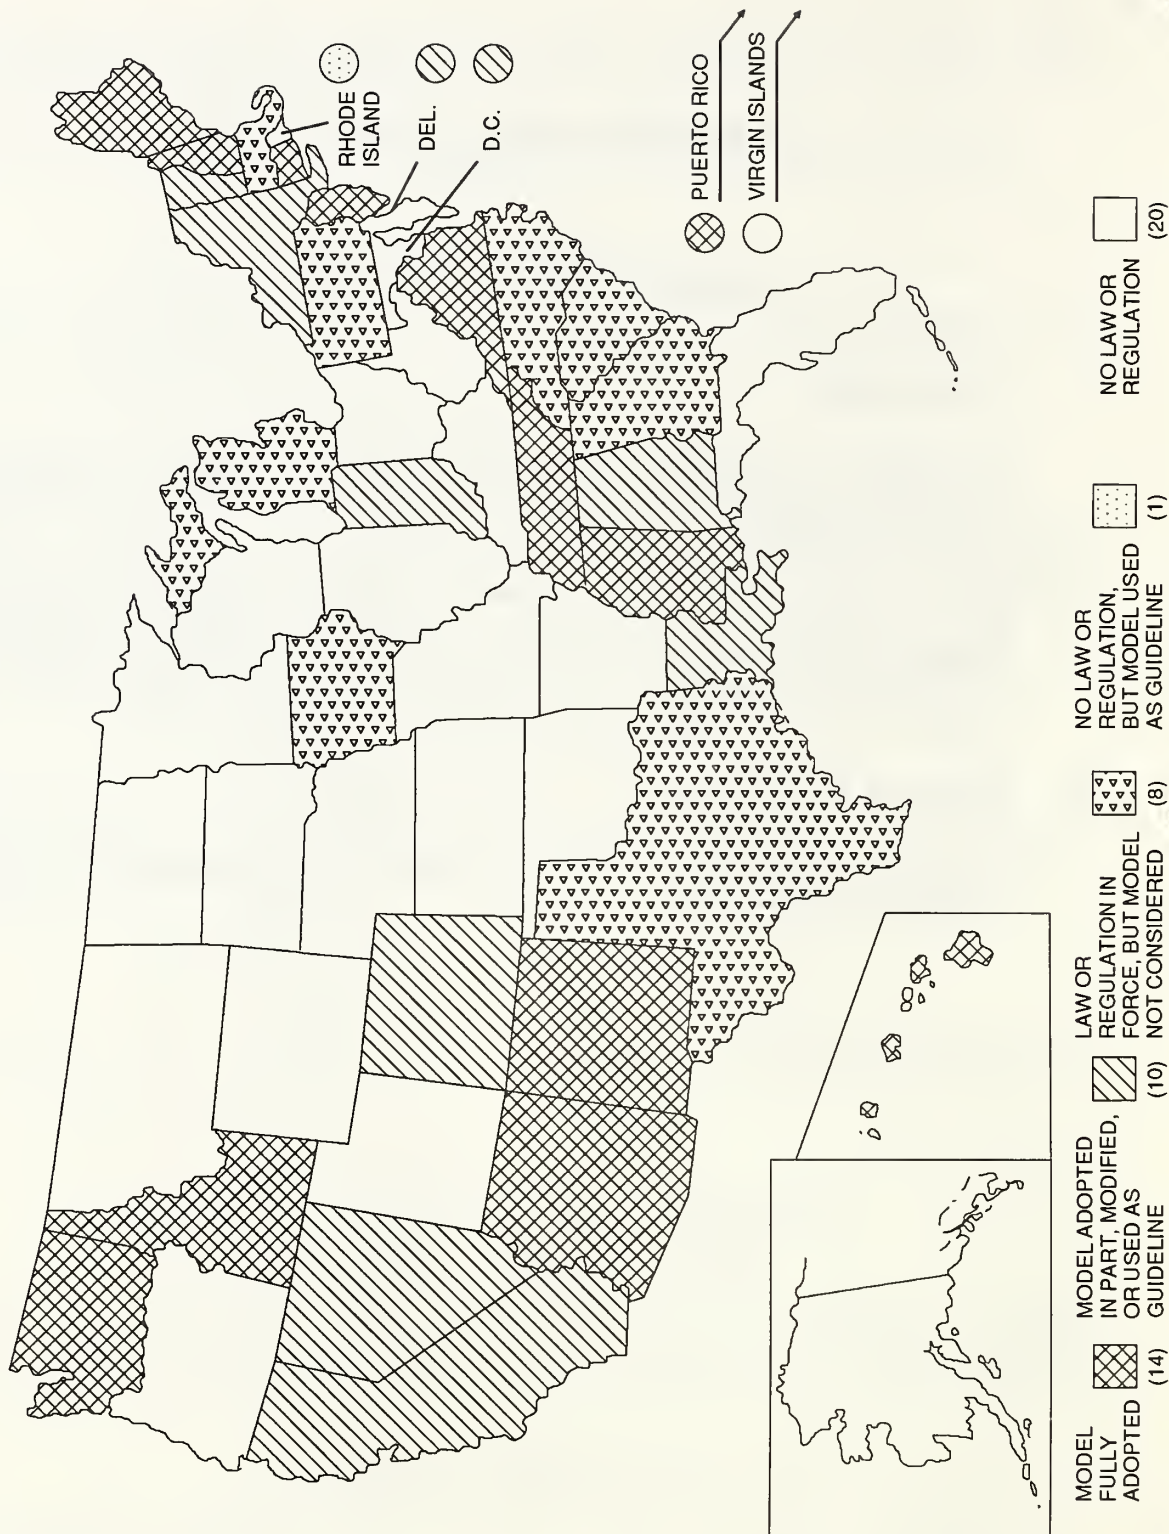 RHODE
ISLAND
DEL.
D.C.
PUERTO RICO
VIRGIN ISLANDS
MODEL
FULLY
ADOPTED
(14)
MODEL ADOPTED
IN PART, MODIFIED,
OR USED AS
GUIDELINE
(10)
LAW OR
REGULATION IN
FORCE, BUT MODEL
NOT CONSIDERED
(8)
NO LAW OR
REGULATION,
BUT MODEL USED
AS GUIDELINE
(1)
NO LAW OR
REGULATION
(20)